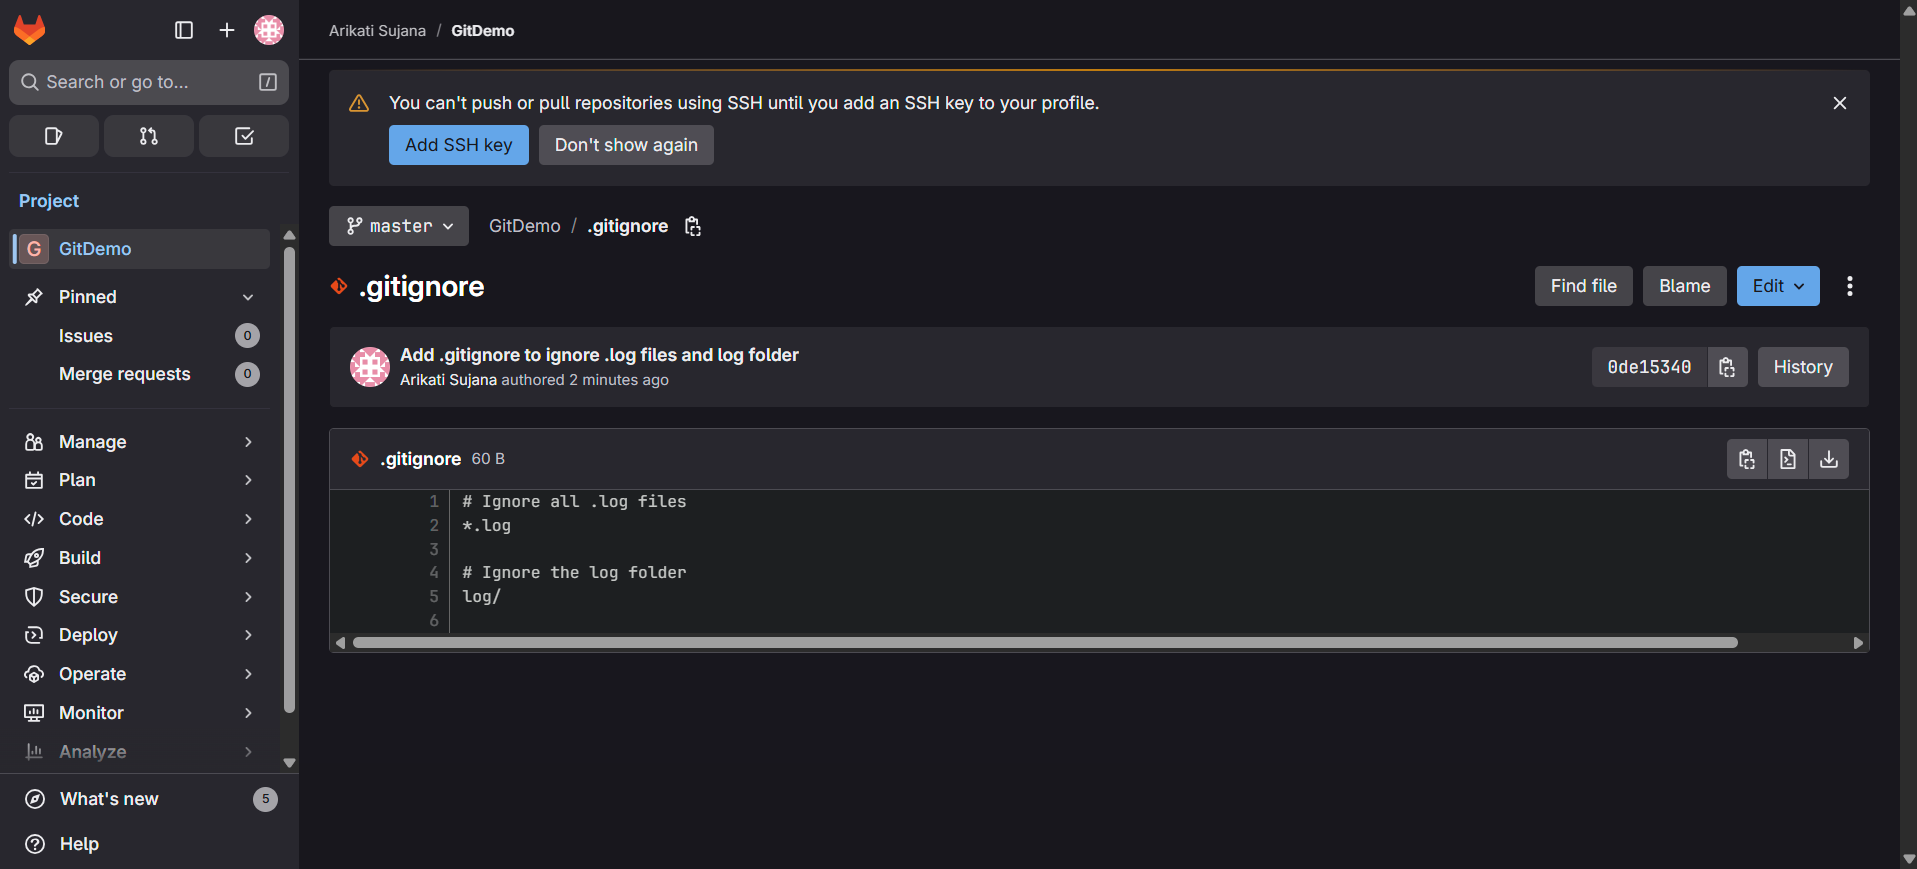 Arikati Sujana / GitDemo
Search or go to... /
You can't push or pull repositories using SSH until you add an SSH key to your profile.
Add SSH key Don't show again
Project
G GitDemo
Pinned
Issues 0
Merge requests 0
Manage
Plan
Code
Build
Secure
Deploy
Operate
Monitor
Analyze
What's new 5
Help
master GitDemo / .gitignore
.gitignore Find file Blame Edit
Add .gitignore to ignore .log files and log folder
Arikati Sujana authored 2 minutes ago
0de15340 History
.gitignore 60 B
1 # Ignore all .log files
2 *.log
3
4 # Ignore the log folder
5 log/
6